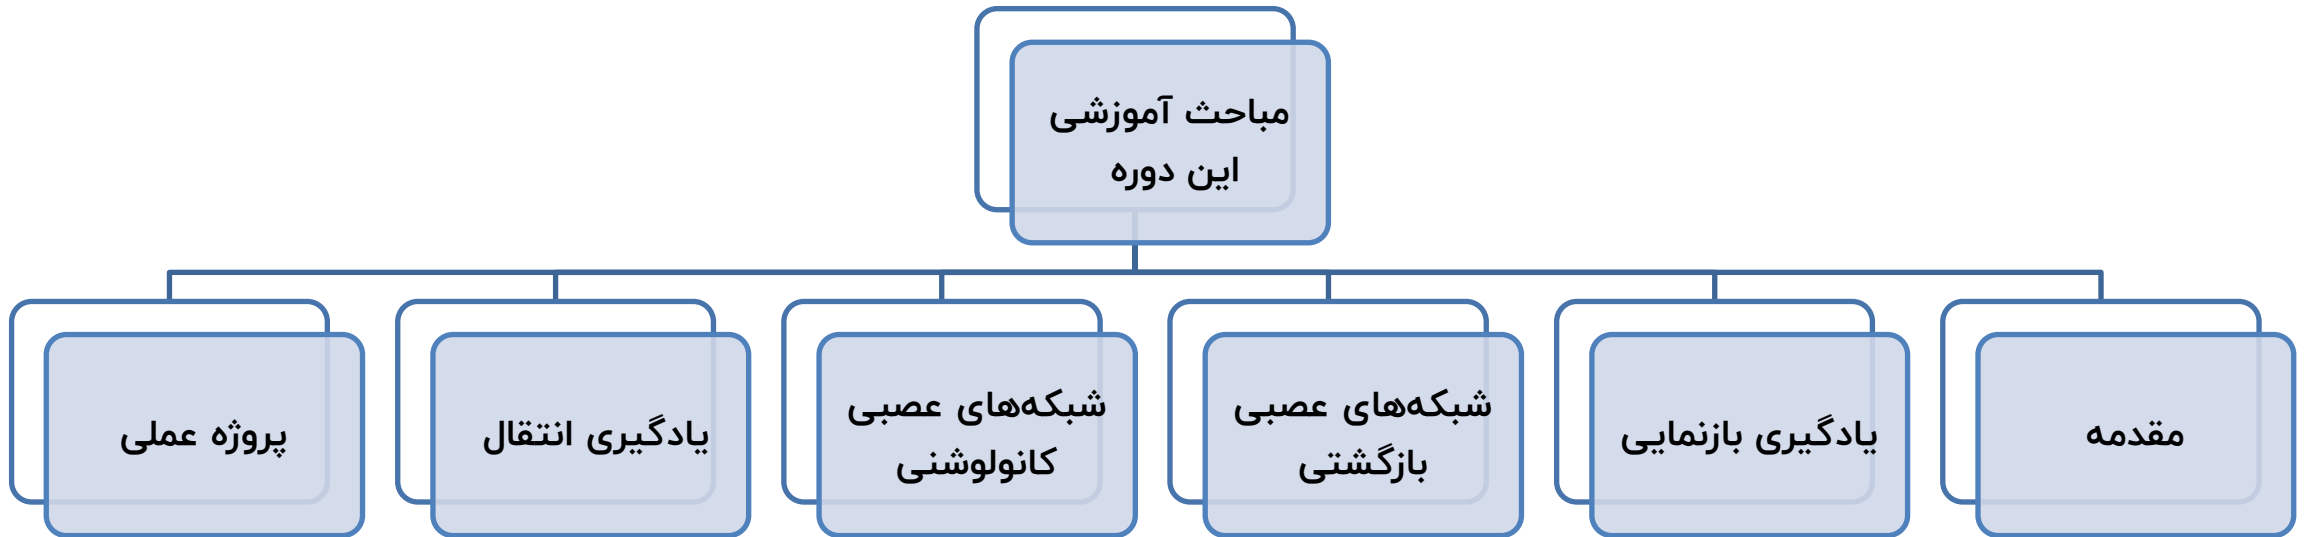 مباحث آموزشی
این دوره
مقدمه
یادگیری بازنمایی
شبکه‌های عصبی
بازگشتی
شبکه‌های عصبی
کانولوشنی
یادگیری انتقال
پروژه عملی